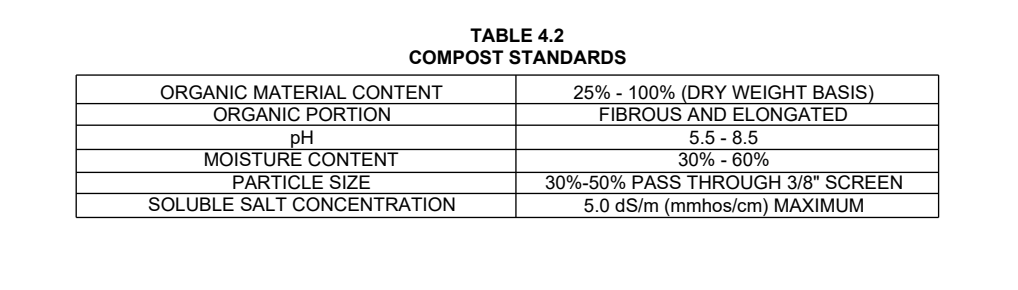 TABLE 4.2
COMPOST STANDARDS
ORGANIC MATERIAL CONTENT 25% - 100% (DRY WEIGHT BASIS)
ORGANIC PORTION FIBROUS AND ELONGATED
pH 5.5 - 8.5
MOISTURE CONTENT 30% - 60%
PARTICLE SIZE 30%-50% PASS THROUGH 3/8" SCREEN
SOLUBLE SALT CONCENTRATION 5.0 dS/m (mmhos/cm) MAXIMUM